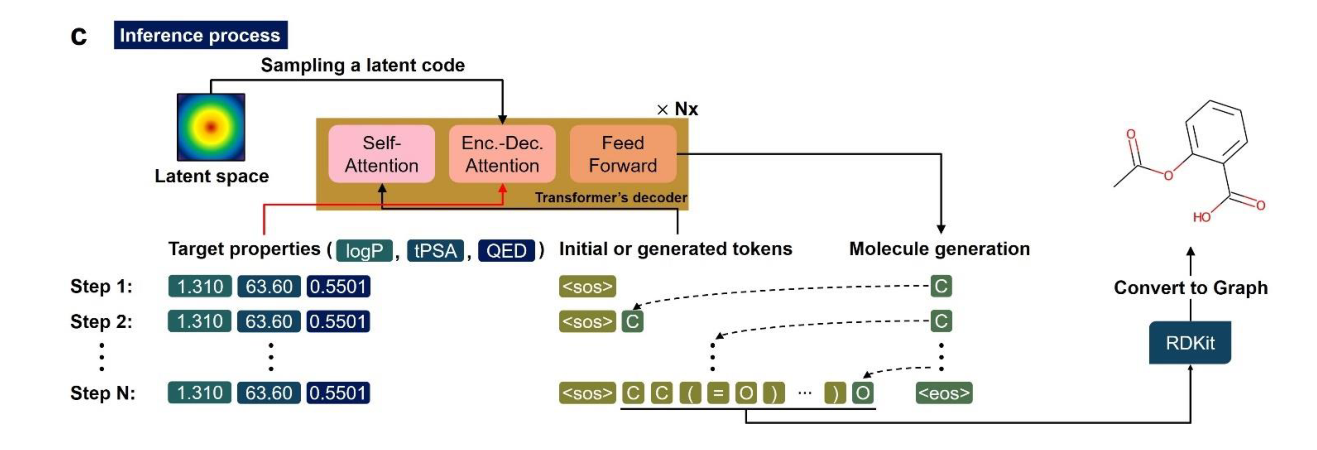 c Inference process
Sampling a latent code
× Nx
Self-
Attention
Enc.-Dec.
Attention
Feed
Forward
Latent space
Transformer's decoder
Target properties ( logP , tPSA , QED ) Initial or generated tokens Molecule generation
Step 1: 1.310 63.60 0.5501 <sos> C
Step 2: 1.310 63.60 0.5501 <sos> C C
Step N: 1.310 63.60 0.5501 <sos> C C ( = O ) ... ) O <eos>
O
O
HO
O
Convert to Graph
RDKit